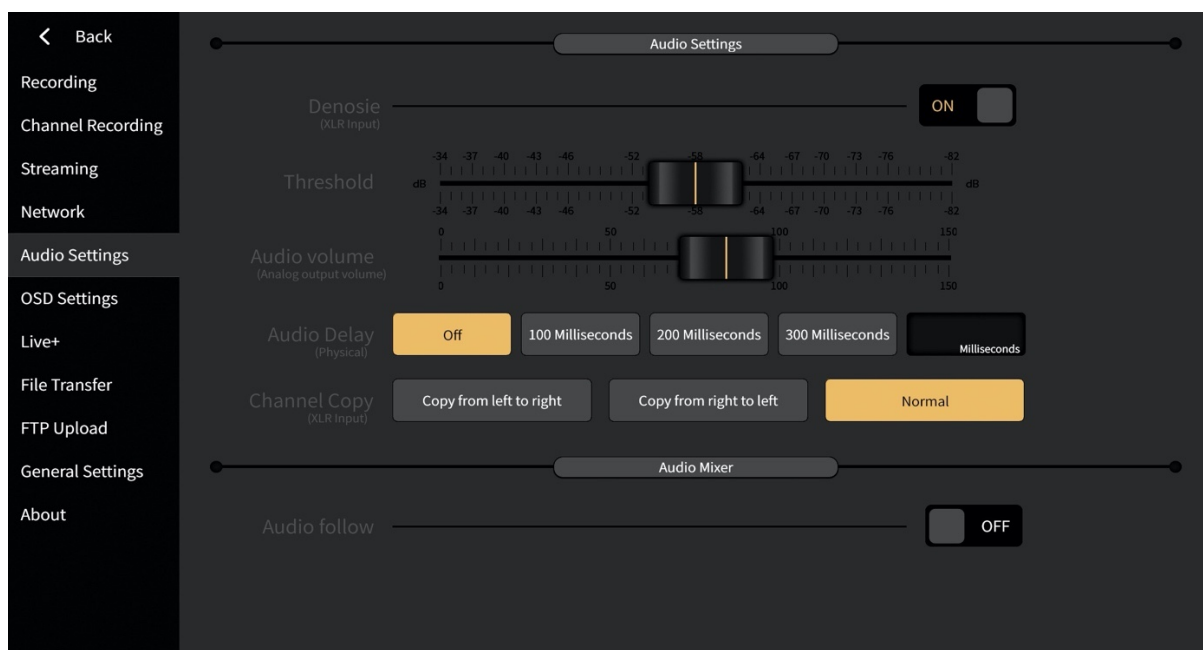 Back
Recording
Channel Recording
Streaming
Network
Audio Settings
OSD Settings
Live+
File Transfer
FTP Upload
General Settings
About
Audio Settings
Denosie
(XLR Input)
ON
-34 -37 -40 -43 -46 -52 -58 -64 -67 -70 -73 -76 -82
Threshold dB dB
-34 -37 -40 -43 -46 -52 -58 -64 -67 -70 -73 -76 -82
0 50 100 150
Audio volume
(Analog output volume)
0 50 100 150
Audio Delay
(Physical)
Off 100 Milliseconds 200 Milliseconds 300 Milliseconds Milliseconds
Channel Copy
(XLR Input)
Copy from left to right Copy from right to left Normal
Audio Mixer
Audio follow OFF